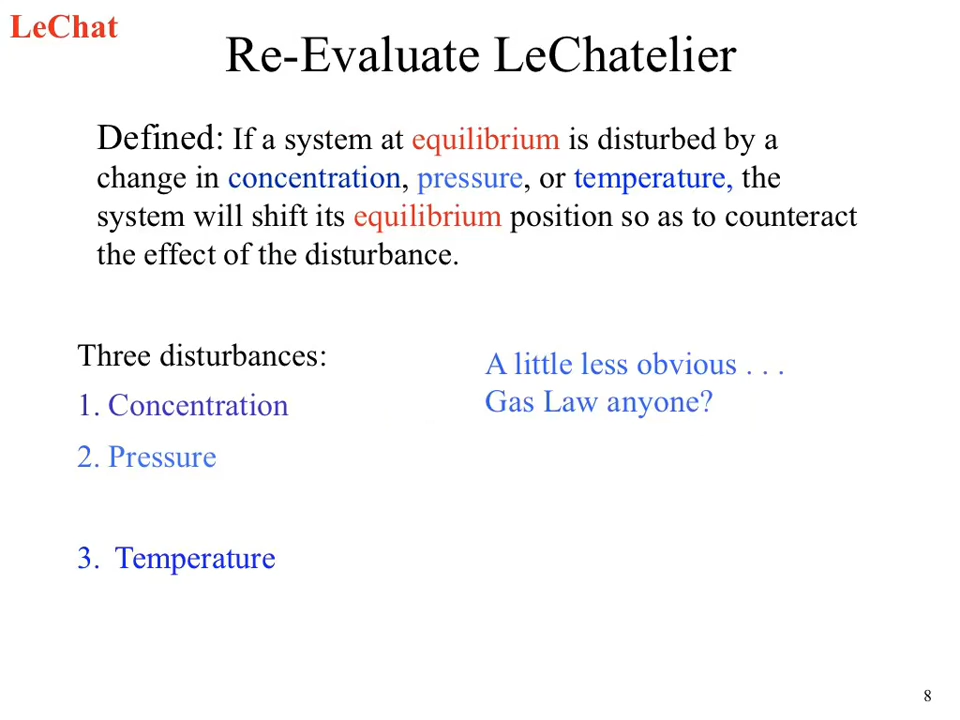 LeChat
Re-Evaluate LeChatelier
Defined: If a system at equilibrium is disturbed by a
change in concentration, pressure, or temperature, the
system will shift its equilibrium position so as to counteract
the effect of the disturbance.
Three disturbances:
1. Concentration
2. Pressure
3. Temperature
A little less obvious . . .
Gas Law anyone?
8